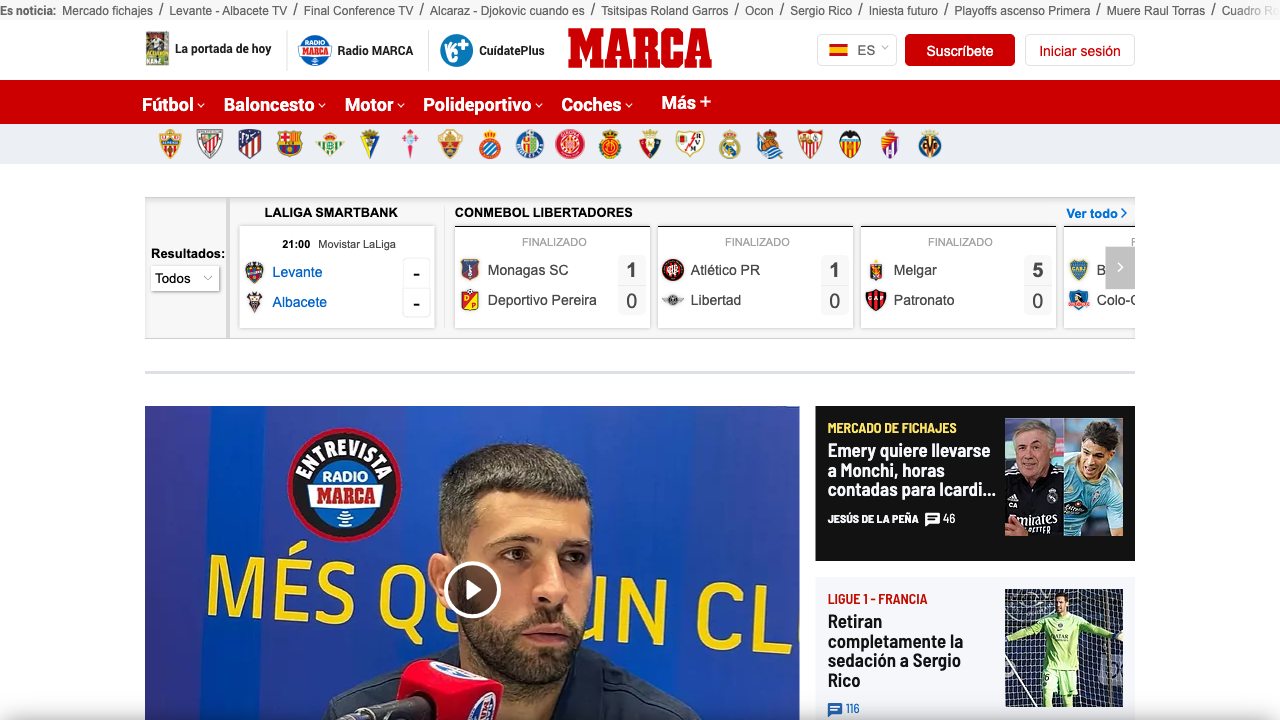 Es noticia: Mercado fichajes / Levante - Albacete TV / Final Conference TV / Alcaraz - Djokovic cuando es / Tsitsipas Roland Garros / Ocon / Sergio Rico / Iniesta futuro / Playoffs ascenso Primera / Muere Raul Torras / Cuadro Ro
La portada de hoy
RADIO MARCA Radio MARCA
CuídatePlus
MARCA
ES
Suscríbete
Iniciar sesión
Fútbol Baloncesto Motor Polideportivo Coches Más +
Resultados:
Todos
LALIGA SMARTBANK
21:00 Movistar LaLiga
Levante -
Albacete -
CONMEBOL LIBERTADORES
Ver todo
FINALIZADO
Monagas SC 1
Deportivo Pereira 0
FINALIZADO
Atlético PR 1
Libertad 0
FINALIZADO
Melgar 5
Patronato 0
F
B
Colo-C
ENTREVISTA
RADIO
MARCA
MÉS QU UN CL
MERCADO DE FICHAJES
Emery quiere llevarse
a Monchi, horas
contadas para Icardi...
JESÚS DE LA PEÑA 46
LIGUE 1 - FRANCIA
Retiran
completamente la
sedación a Sergio
Rico
116